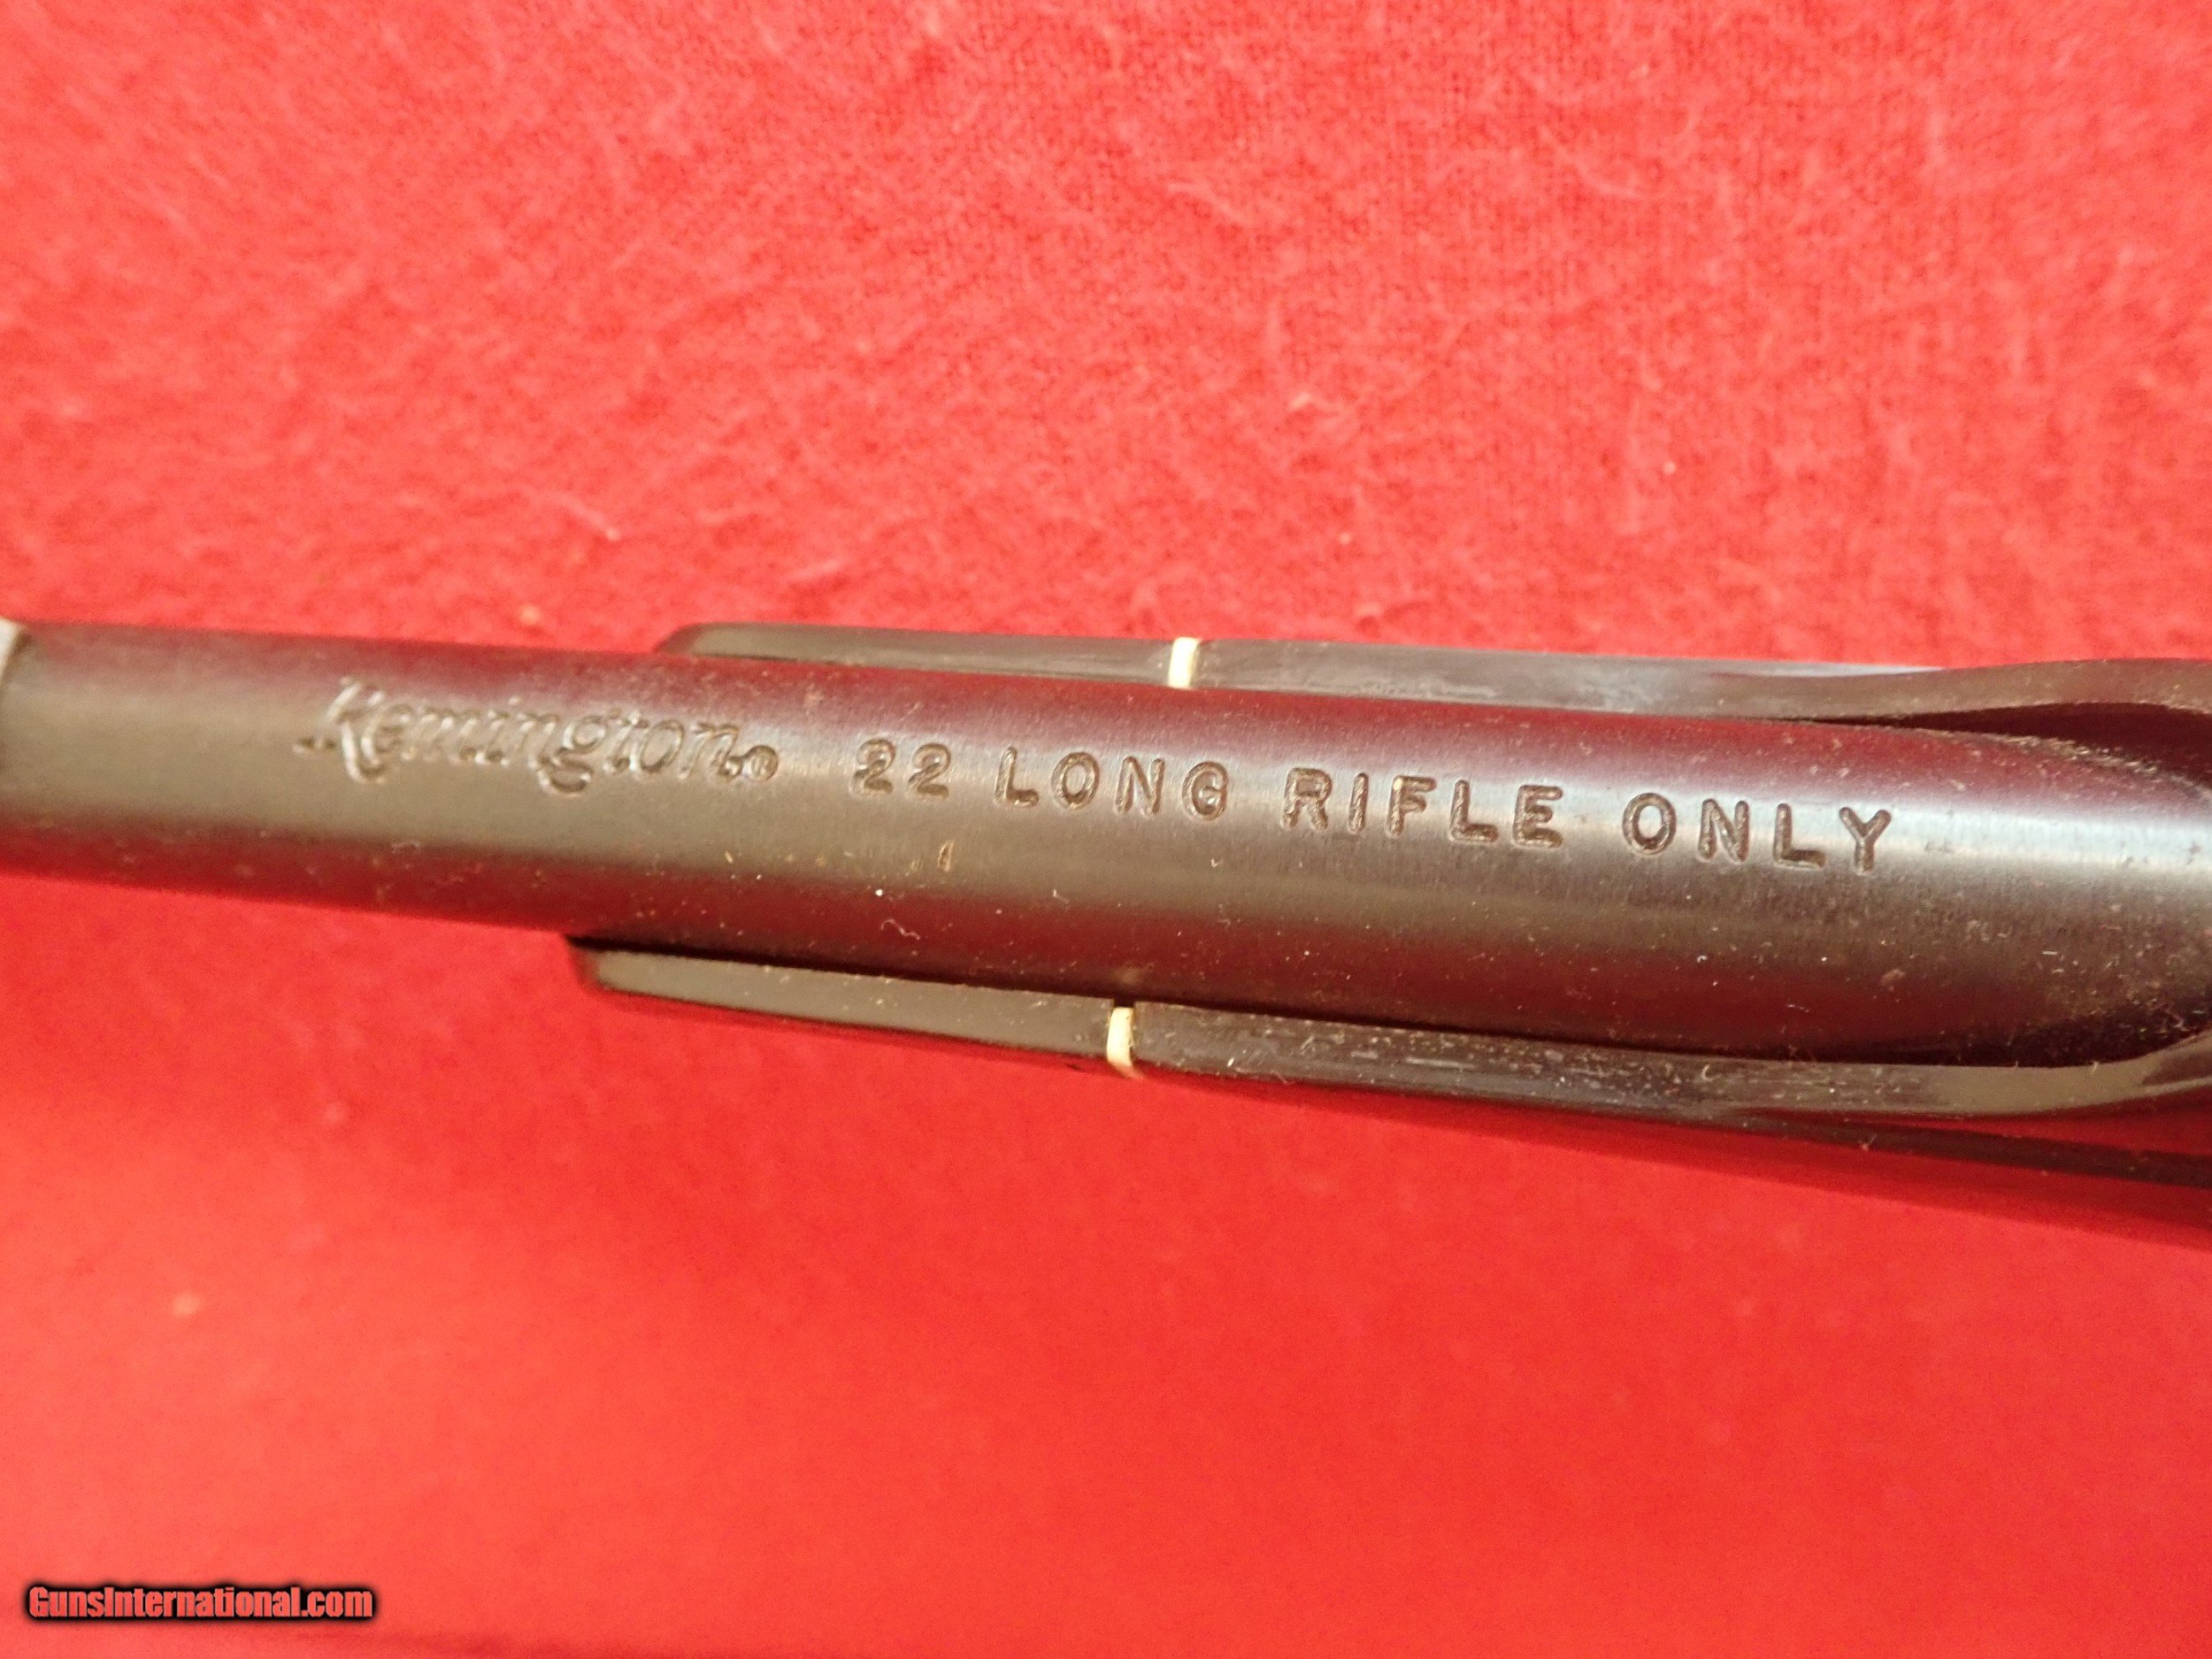 Remington® 22 LONG RIFLE ONLY
GunsInternational.com